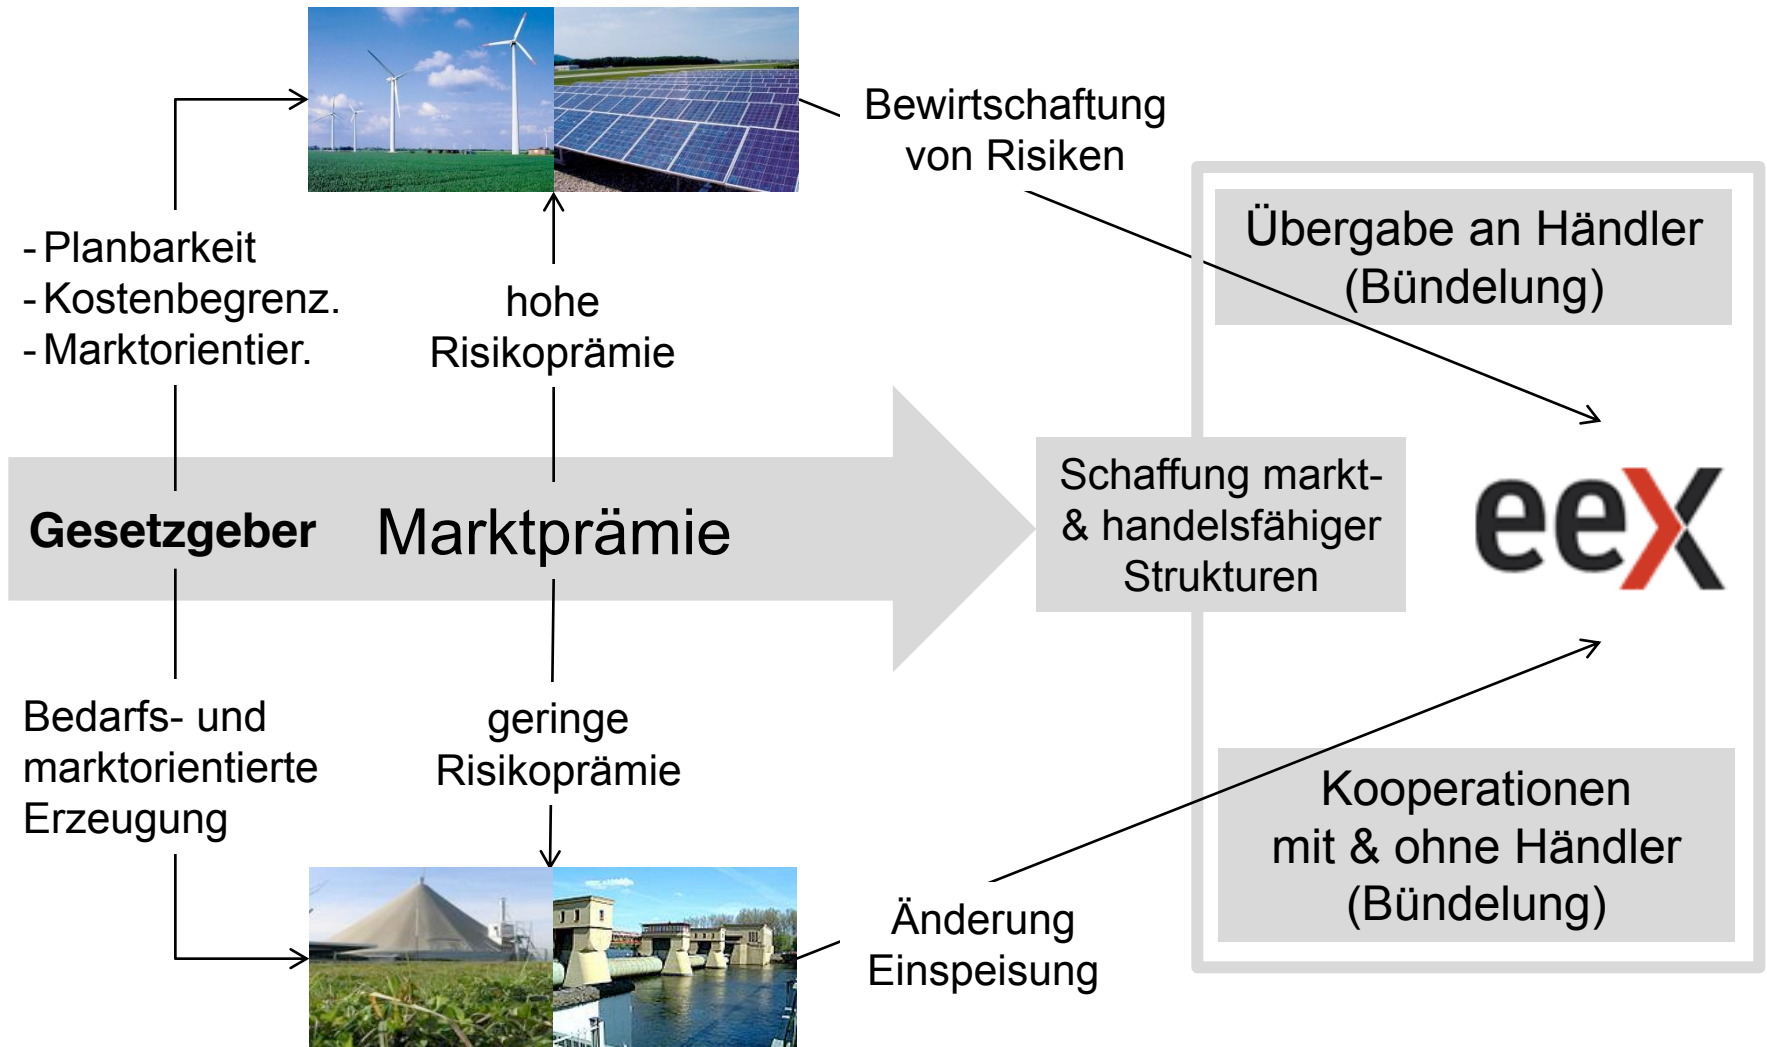 Bewirtschaftung
von Risiken
Übergabe an Händler
(Bündelung)
- Planbarkeit
- Kostenbegrenz.
- Marktorientier.
hohe
Risikoprämie
Gesetzgeber
Marktprämie
Schaffung markt-
& handelsfähiger
Strukturen
eex
Bedarfs- und
marktorientierte
Erzeugung
geringe
Risikoprämie
Änderung
Einspeisung
Kooperationen
mit & ohne Händler
(Bündelung)